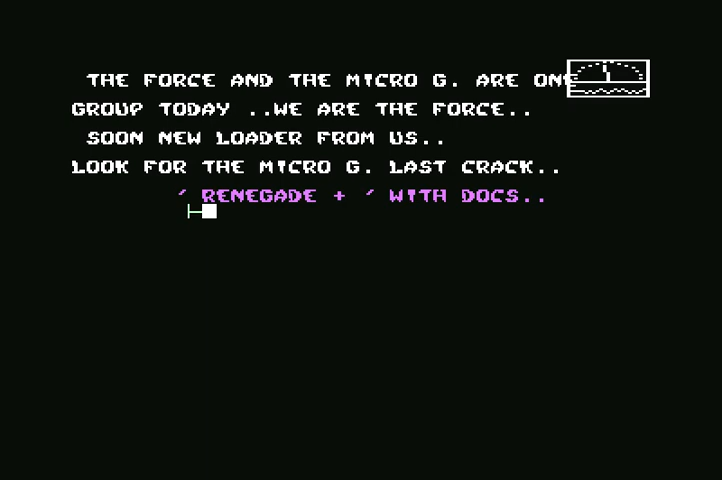 THE FORCE AND THE MICRO G. ARE ONE
GROUP TODAY ..WE ARE THE FORCE..
SOON NEW LOADER FROM US..
LOOK FOR THE MICRO G. LAST CRACK..
' RENEGADE + ' WITH DOCS..